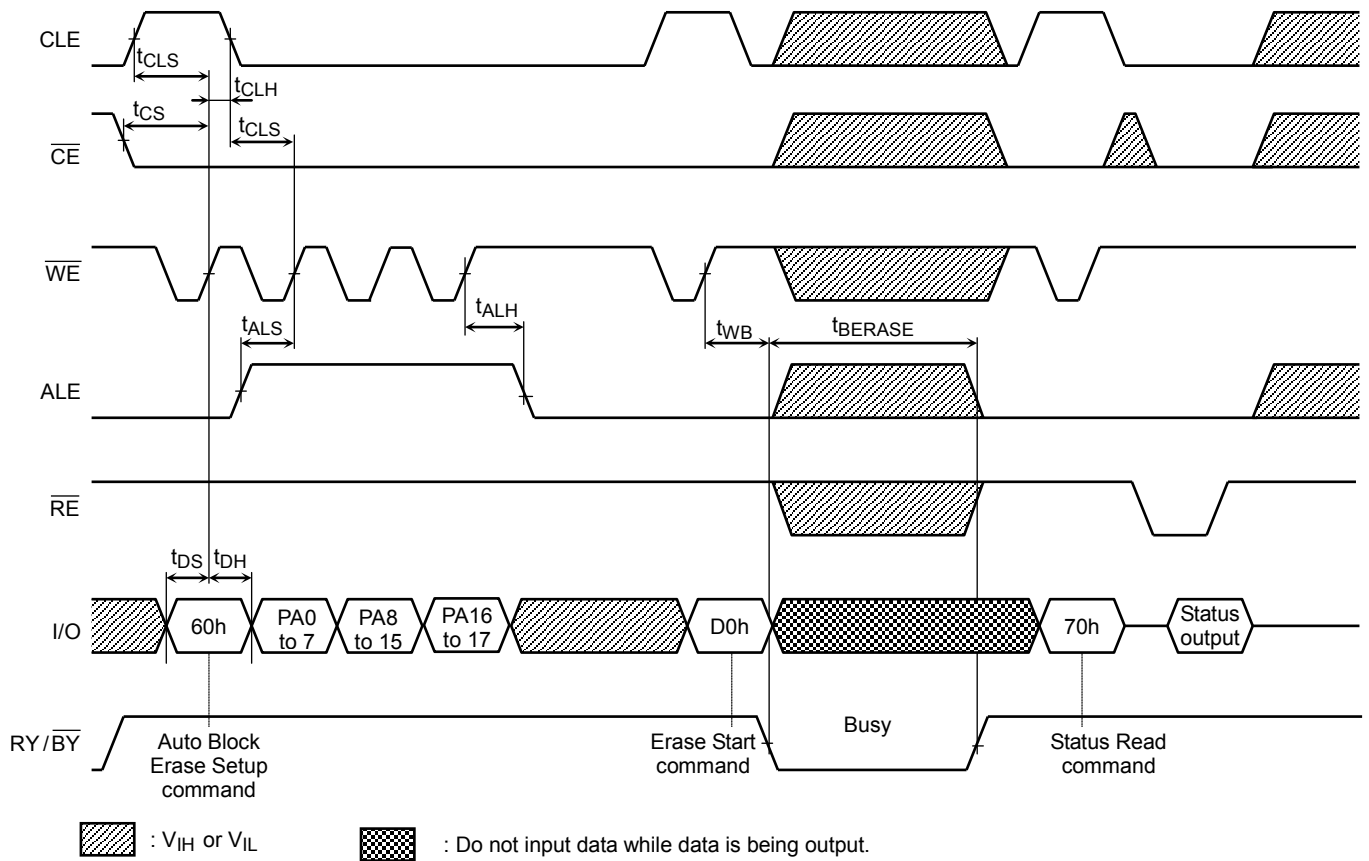 CLE
tCLS
tCLH
tCS
tCLS
CE
WE
tALS
tALH
tWB
tBERASE
ALE
RE
tDS
tDH
I/O
60h
PA0
to 7
PA8
to 15
PA16
to 17
D0h
70h
Status
output
RY/BY
Busy
Auto Block
Erase Setup
command
Erase Start
command
Status Read
command
: VIH or VIL
: Do not input data while data is being output.